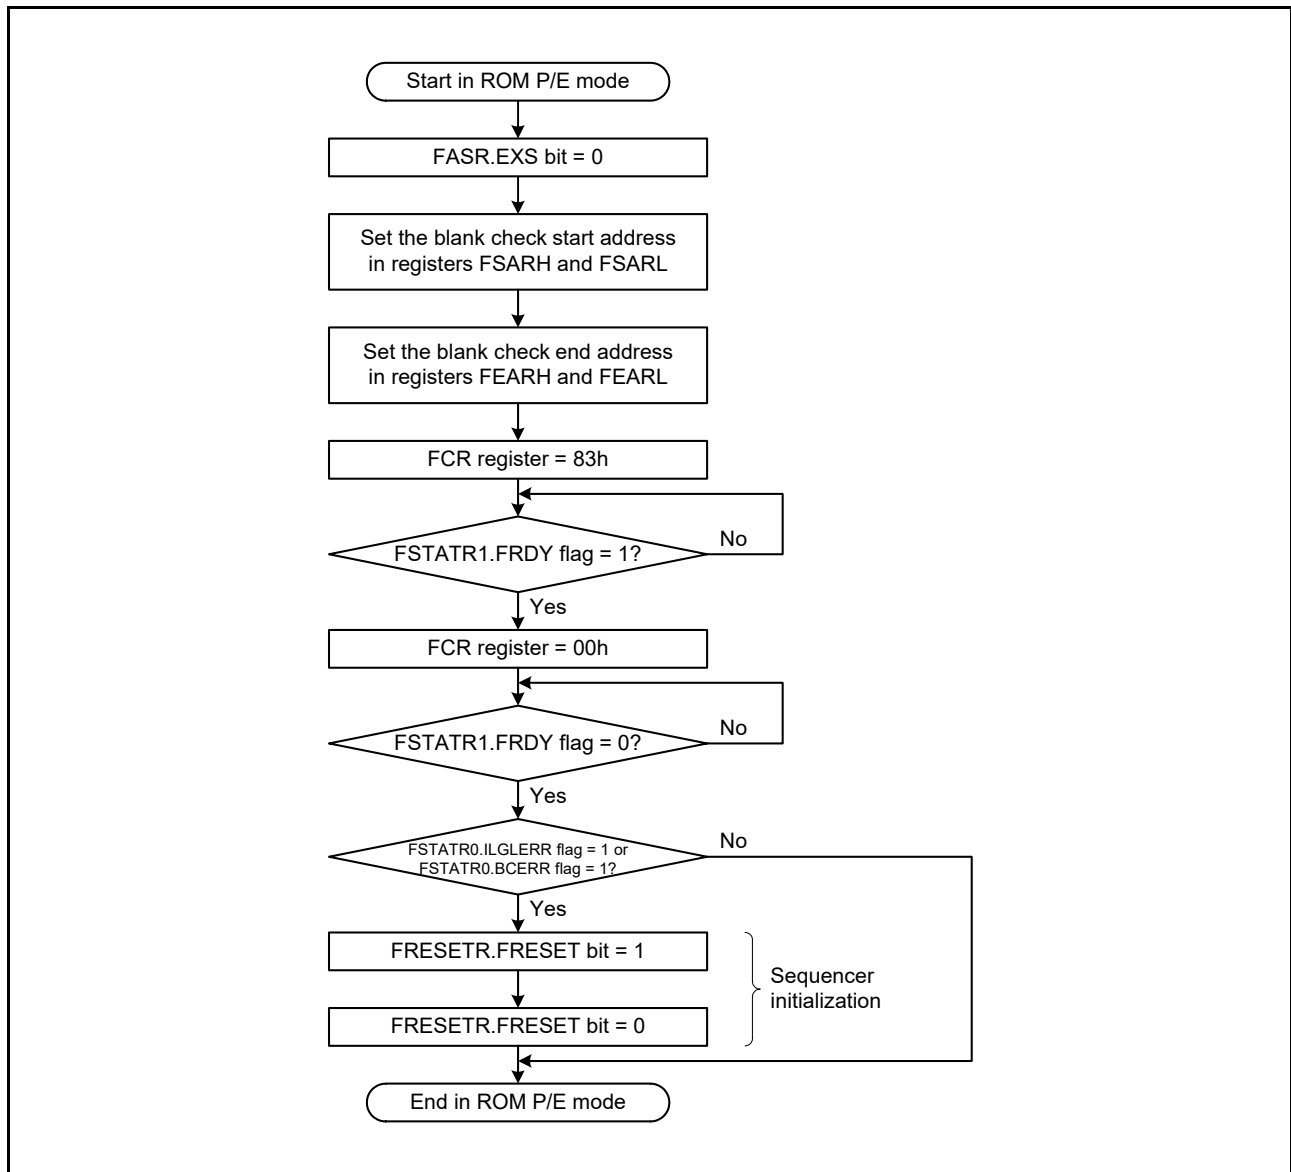 Start in ROM P/E mode
FASR.EXS bit = 0
Set the blank check start address
in registers FSARH and FSARL
Set the blank check end address
in registers FEARH and FEARL
FCR register = 83h
FSTATR1.FRDY flag = 1?
No
Yes
FCR register = 00h
FSTATR1.FRDY flag = 0?
No
Yes
FSTATR0.ILGLERR flag = 1 or
FSTATR0.BCERR flag = 1?
No
Yes
FRESETR.FRESET bit = 1
Sequencer
initialization
FRESETR.FRESET bit = 0
End in ROM P/E mode